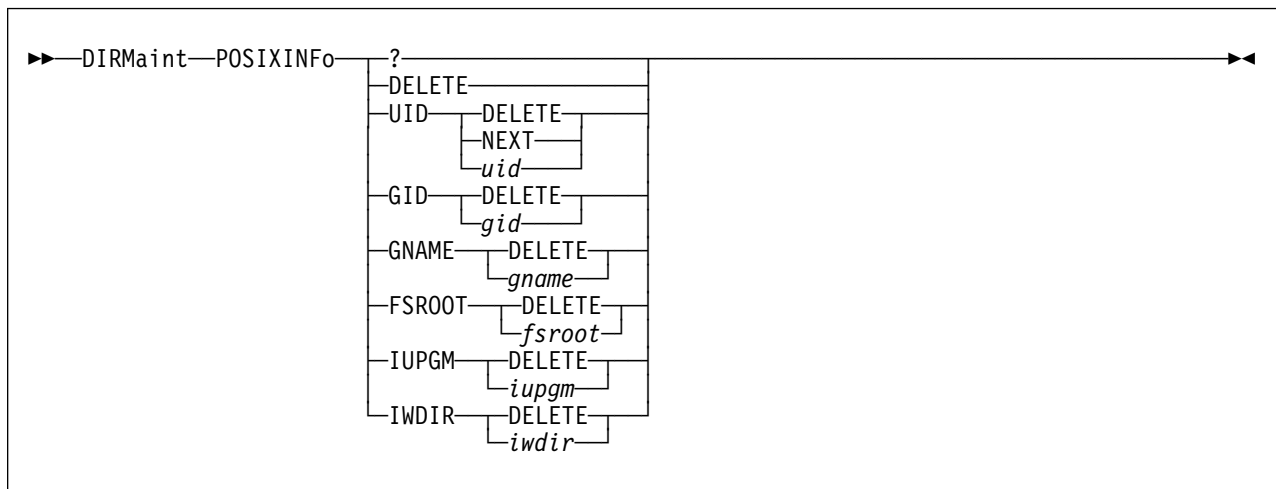 ►►──DIRMaint──POSIXINFo──?──►◄
DELETE
UID──DELETE
NEXT
uid
GID──DELETE
gid
GNAME──DELETE
gname
FSROOT──DELETE
fsroot
IUPGM──DELETE
iupgm
IWDIR──DELETE
iwdir